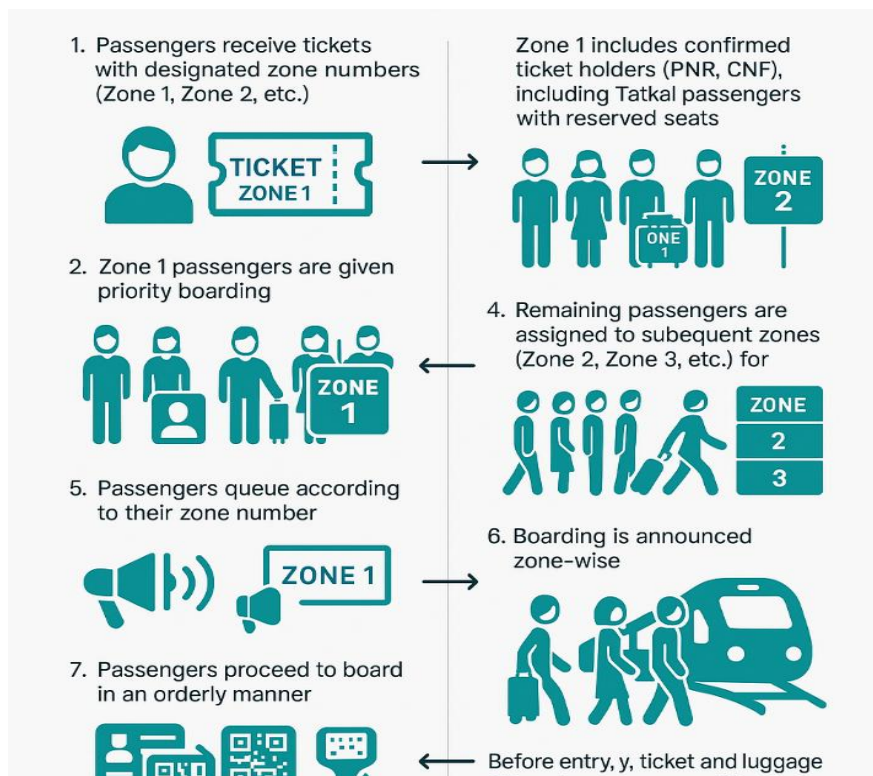 1. Passengers receive tickets
with designated zone numbers
(Zone 1, Zone 2, etc.)
TICKET
ZONE 1
Zone 1 includes confirmed
ticket holders (PNR, CNF),
including Tatkal passengers
with reserved seats
ZONE
2
ONE
1
2. Zone 1 passengers are given
priority boarding
ZONE
1
4. Remaining passengers are
assigned to subequent zones
(Zone 2, Zone 3, etc.) for
ZONE
2
3
5. Passengers queue according
to their zone number
ZONE 1
6. Boarding is announced
zone-wise
7. Passengers proceed to board
in an orderly manner
Before entry, y, ticket and luggage